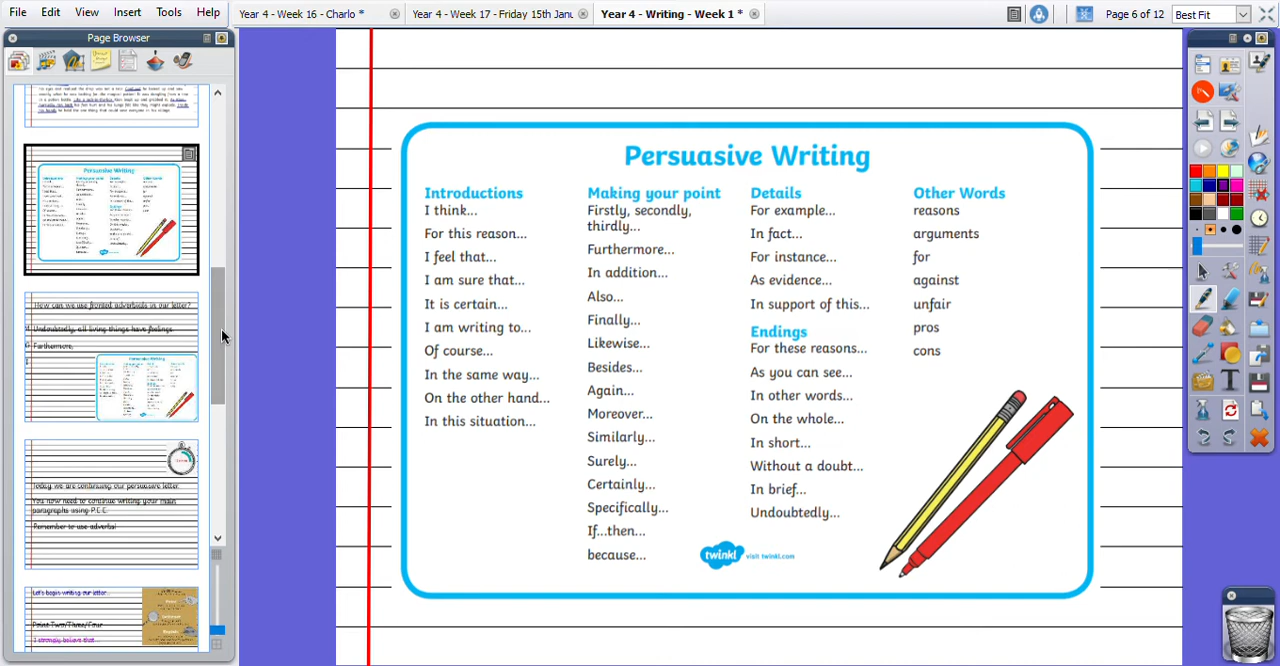 File Edit View Insert Tools Help
Year 4 - Week 16 - Charlo *
Year 4 - Week 17 - Friday 15th Janu
Year 4 - Writing - Week 1 *
Page 6 of 12
Best Fit
Page Browser
Persuasive Writing
How can we use fronted adverbials in our letter?
Undoubtedly, all living things have feelings.
Furthermore,
Today we are continuing our persuasive letter.
You now need to continue writing your main
paragraphs using P.E.E.
Remember to use adverbial
Let's begin writing our letter.
Point Two/Three/Four
I strongly believe that...
Persuasive Writing
Introductions
I think...
For this reason...
I feel that...
I am sure that...
It is certain...
I am writing to...
Of course...
In the same way...
On the other hand...
In this situation...
Making your point
Firstly, secondly,
thirdly...
Furthermore...
In addition...
Also...
Finally...
Likewise...
Besides...
Again...
Moreover...
Similarly...
Surely...
Certainly...
Specifically...
If...then...
because...
Details
For example...
In fact...
For instance...
As evidence...
In support of this...
Endings
For these reasons...
As you can see...
In other words...
On the whole...
In short...
Without a doubt...
In brief...
Undoubtedly...
Other Words
reasons
arguments
for
against
unfair
pros
cons
twinkl visit twinkl.com